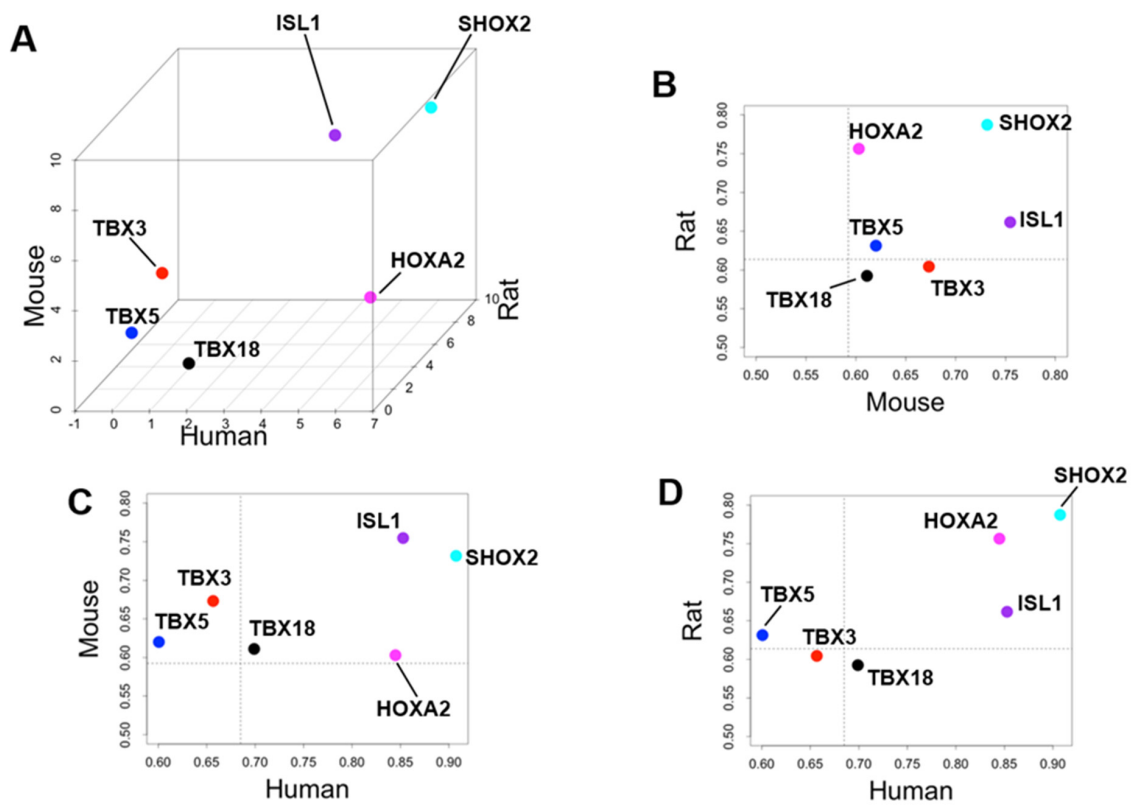 A
ISL1
SHOX2
TBX3
HOXA2
TBX5
TBX18
Mouse
0
2
4
6
8
10
-1
0
1
2
3
4
5
6
7
Human
0
2
4
6
8
10
Rat
B
SHOX2
HOXA2
ISL1
TBX5
TBX18
TBX3
Rat
0.80
0.75
0.70
0.65
0.60
0.55
0.50
0.50
0.55
0.60
0.65
0.70
0.75
0.80
Mouse
C
ISL1
SHOX2
TBX3
TBX5
TBX18
HOXA2
Mouse
0.80
0.75
0.70
0.65
0.60
0.55
0.50
0.60
0.65
0.70
0.75
0.80
0.85
0.90
Human
D
SHOX2
HOXA2
TBX5
ISL1
TBX3
TBX18
Rat
0.80
0.75
0.70
0.65
0.60
0.55
0.50
0.60
0.65
0.70
0.75
0.80
0.85
0.90
Human